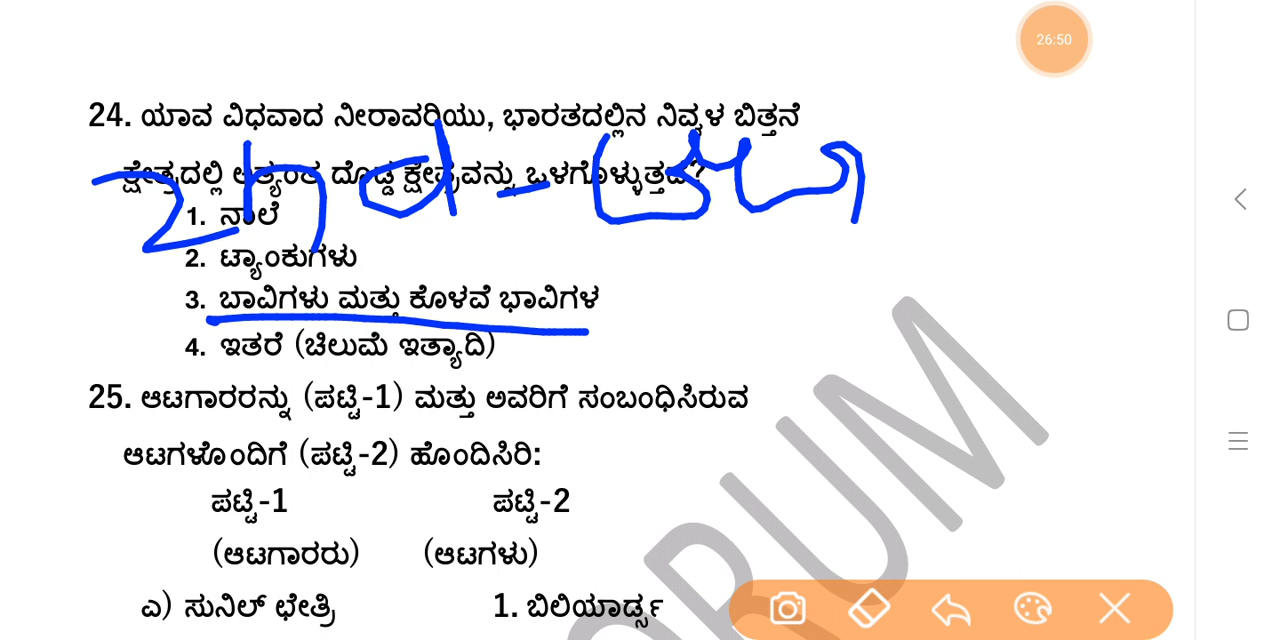 26:50
24. ಯಾವ ವಿಧವಾದ ನೀರಾವರಿಯು, ಭಾರತದಲ್ಲಿನ ನಿವ್ವಳ ಬಿತ್ತನೆ
ಕ್ಷೇತ್ರದಲ್ಲಿ ಅತ್ಯಂತ ದೊಡ್ಡ ಕ್ಷೇತ್ರವನ್ನು ಒಳಗೊಳ್ಳುತ್ತದೆ?
1. ನಾಲೆ
2. ಟ್ಯಾಂಕುಗಳು
3. ಬಾವಿಗಳು ಮತ್ತು ಕೊಳವೆ ಭಾವಿಗಳ
4. ಇತರೆ (ಚಿಲುಮೆ ಇತ್ಯಾದಿ)
25. ಆಟಗಾರರನ್ನು (ಪಟ್ಟಿ-1) ಮತ್ತು ಅವರಿಗೆ ಸಂಬಂಧಿಸಿರುವ
ಆಟಗಳೊಂದಿಗೆ (ಪಟ್ಟಿ-2) ಹೊಂದಿಸಿರಿ:
ಪಟ್ಟಿ-1 ಪಟ್ಟಿ-2
(ಆಟಗಾರರು) (ಆಟಗಳು)
ಎ) ಸುನಿಲ್ ಛೇತ್ರಿ 1. ಬಿಲಿಯಾರ್ಡ್ಸ